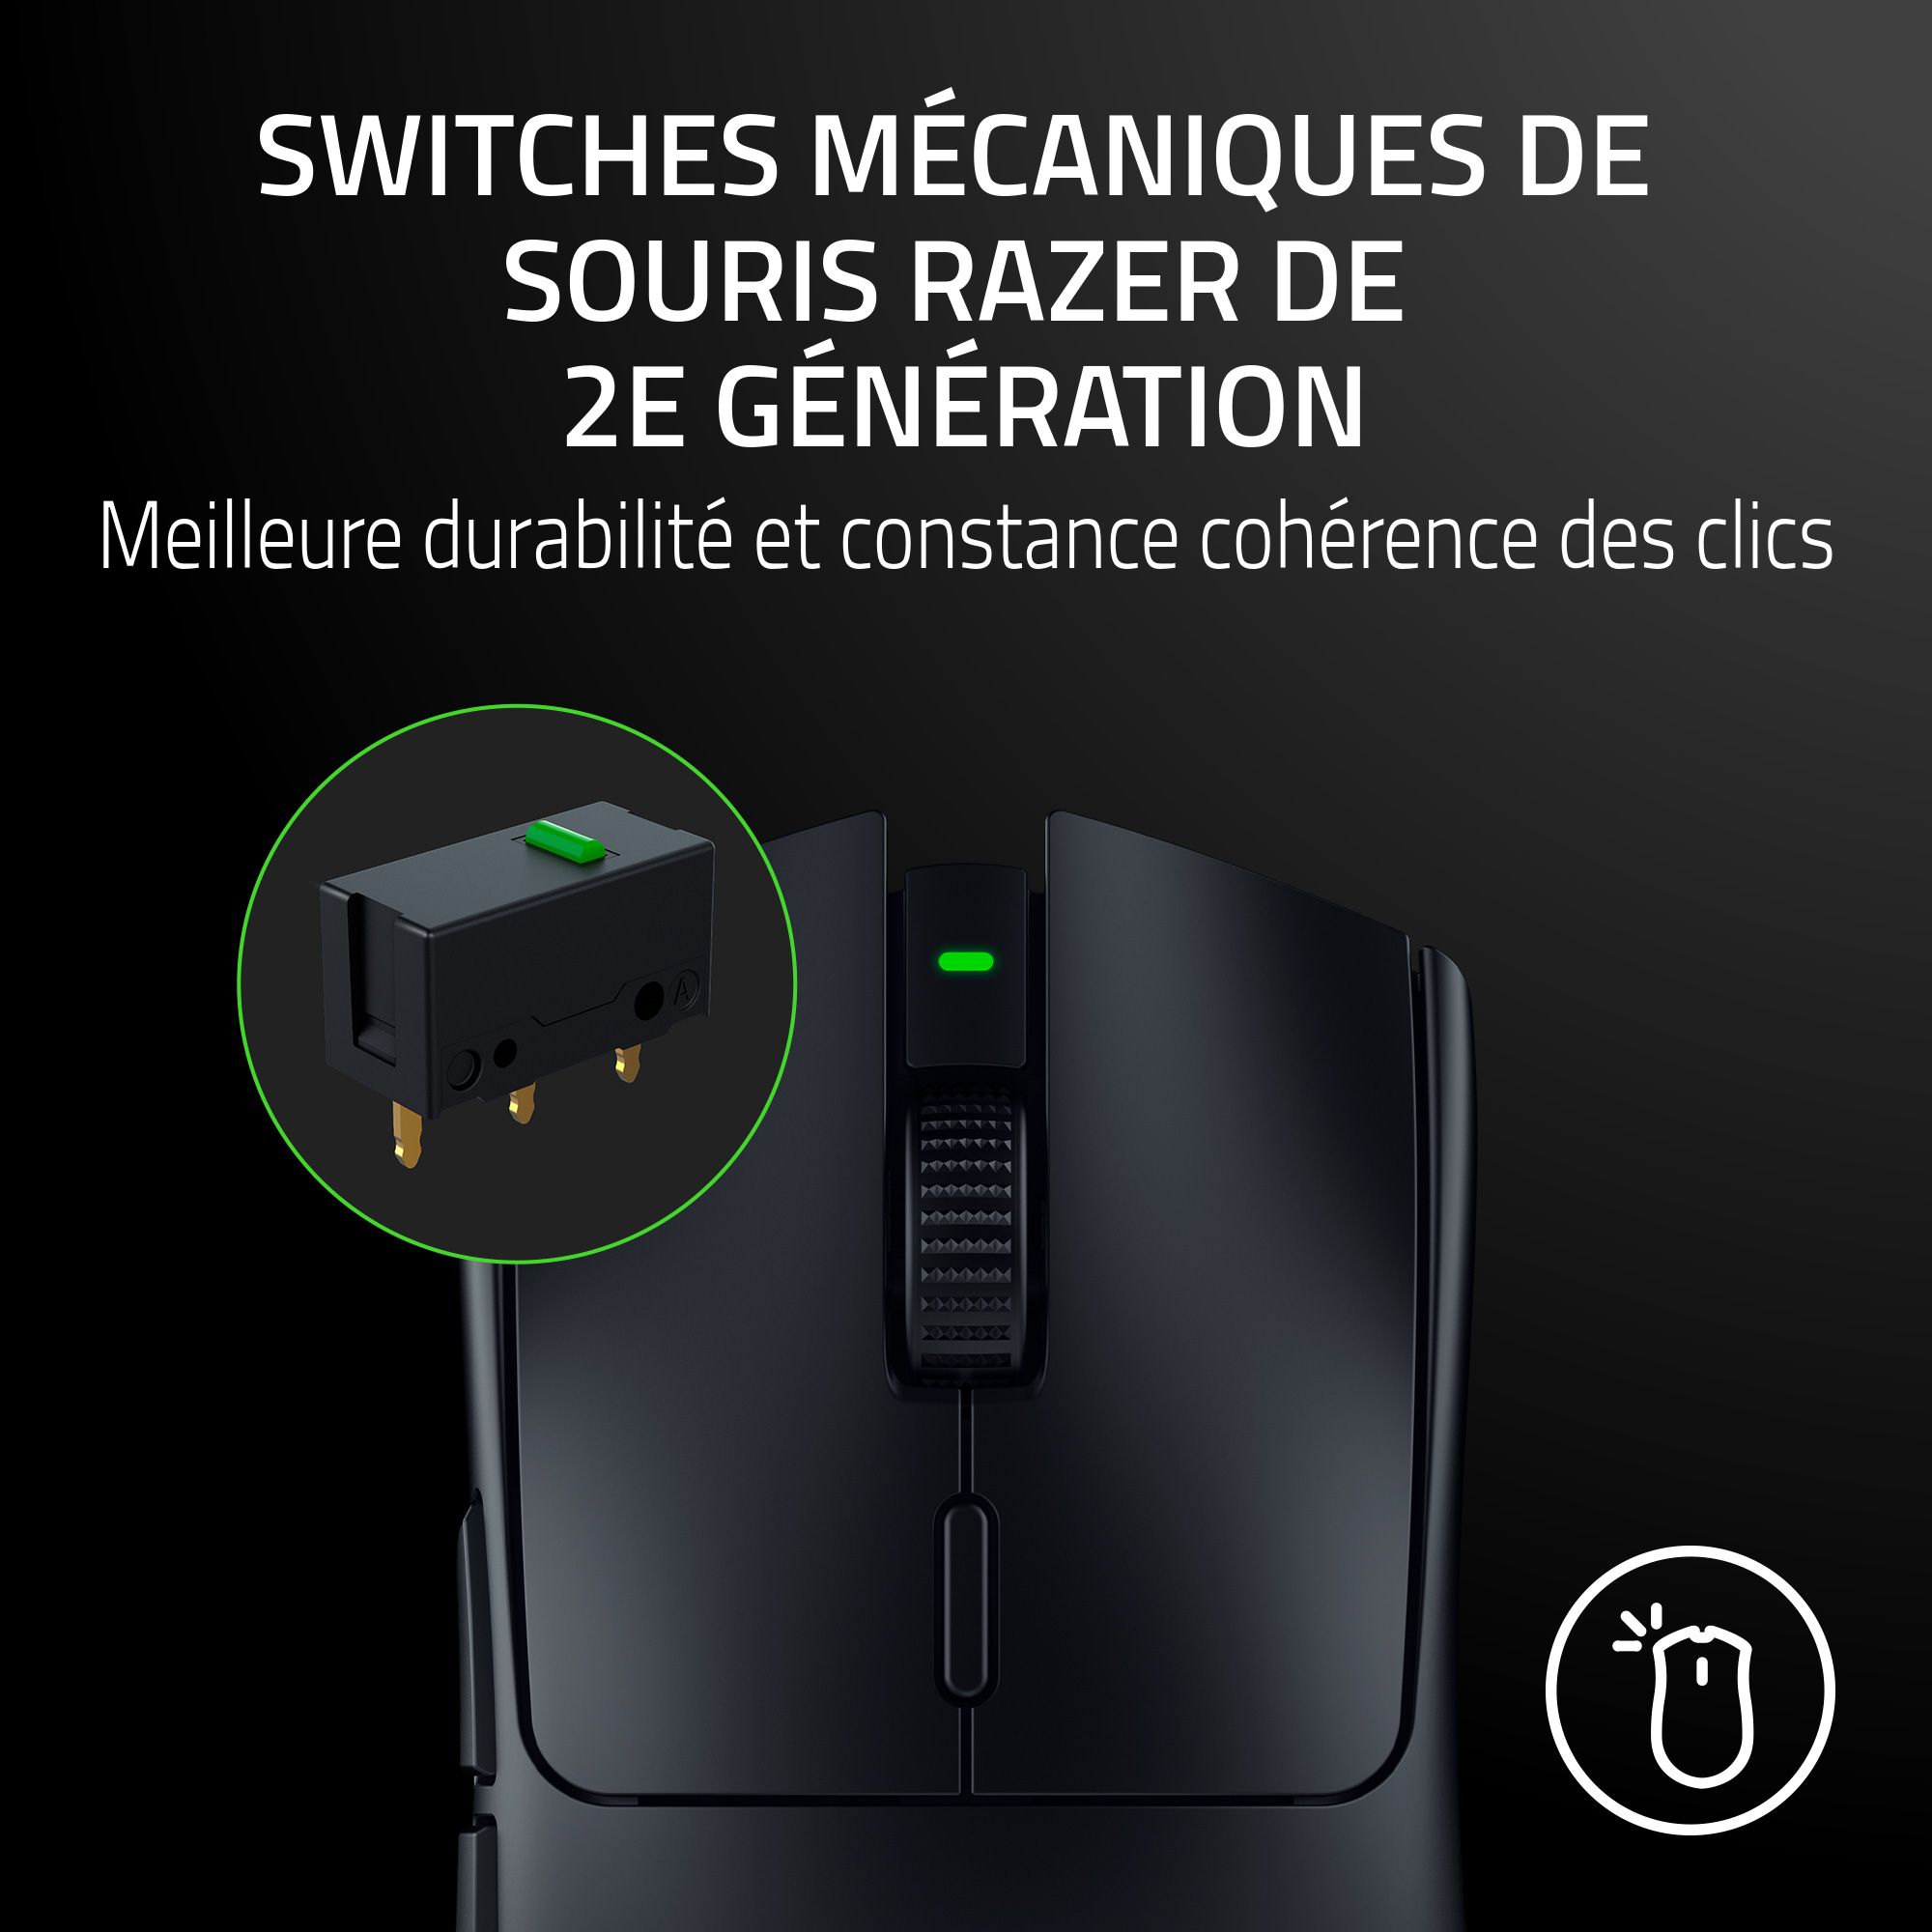 SWITCHES MÉCANIQUES DE
SOURIS RAZER DE
2E GÉNÉRATION
Meilleure durabilité et constance cohérence des clics
A